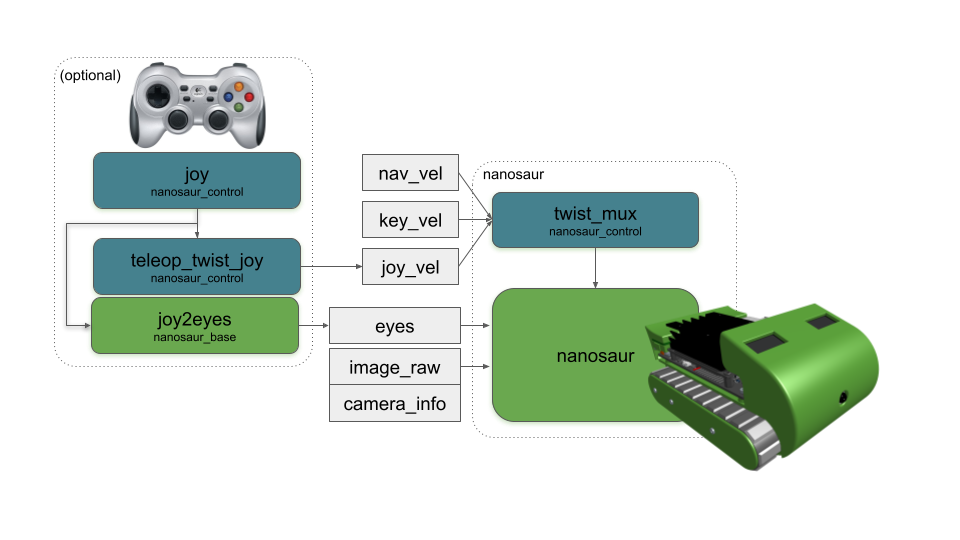 (optional)
joy
nanosaur_control
teleop_twist_joy
nanosaur_control
joy2eyes
nanosaur_base
nav_vel
key_vel
joy_vel
eyes
image_raw
camera_info
nanosaur
twist_mux
nanosaur_control
nanosaur